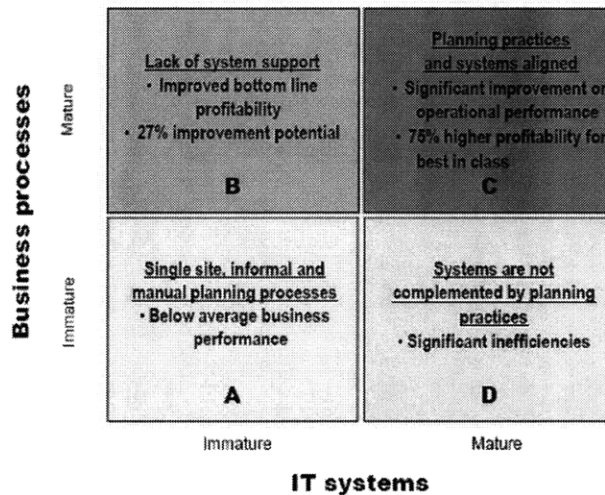 Business processes
Mature
Immature
Lack of system support
• Improved bottom line
profitability
• 27% improvement potential
B
Planning practices
and systems aligned
• Significant improvement on
operational performance
• 75% higher profitability for
best in class
C
Single site, informal and
manual planning processes
• Below average business
performance
A
Systems are not
complemented by planning
practices
• Significant inefficiencies
D
Immature
Mature
IT systems